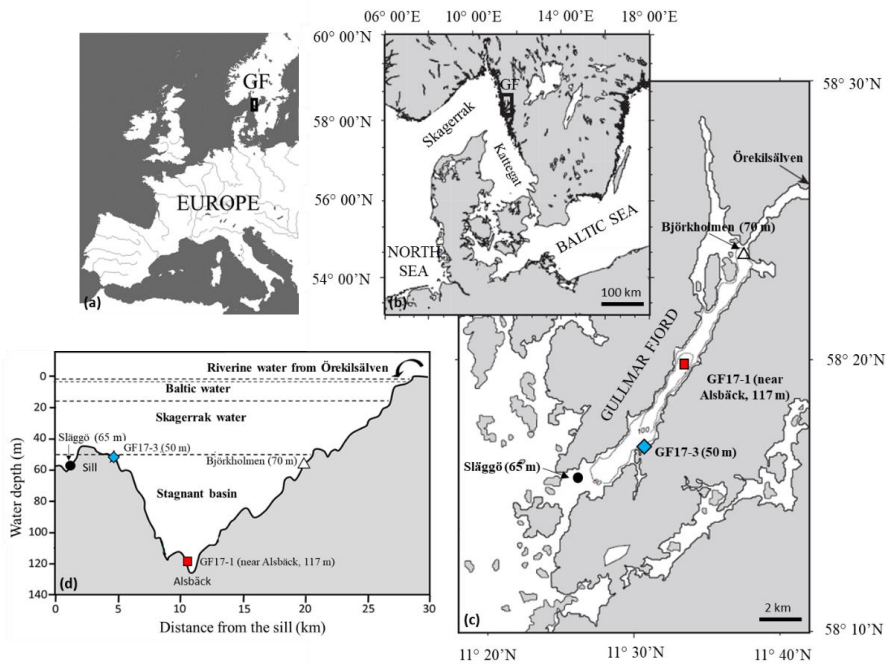 GF
EUROPE
(a)
06 00’E
10 00’E
14 00’E
18 00’E
60° 00’N
58° 00’N
56° 00’N
54° 00’N
GF
Skagerrak
Kattegat
NORTH
SEA
BALTIC SEA
100 km
(b)
58° 30’N
58° 20’N
58° 10’N
Örekilsälven
Björkholmen (70 m)
GULLMAR FJORD
GF17-1 (near
Alsbäck, 117 m)
100
GF17-3 (50 m)
Släggö (65 m)
2 km
(c)
11° 20’N
11° 30’N
11° 40’N
Riverine water from Örekilsälven
Baltic water
Skagerrak water
Släggö (65 m)
GF17-3 (50 m)
Björkholmen (70 m)
Sill
Stagnant basin
GF17-1 (near Alsbäck, 117 m)
Alsbäck
(d)
Water depth (m)
0
20
40
60
80
100
120
140
0
5
10
15
20
25
30
Distance from the sill (km)